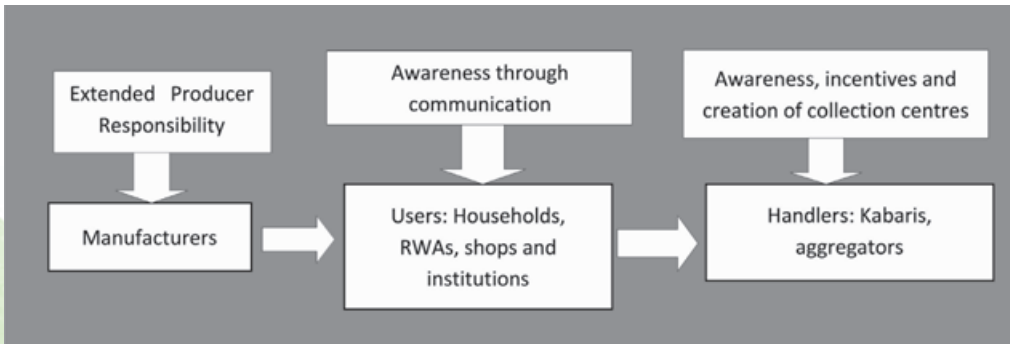 Extended Producer
Responsibility
Awareness through
communication
Awareness, incentives and
creation of collection centres
Manufacturers
Users: Households,
RWAs, shops and
institutions
Handlers: Kabaris,
aggregators